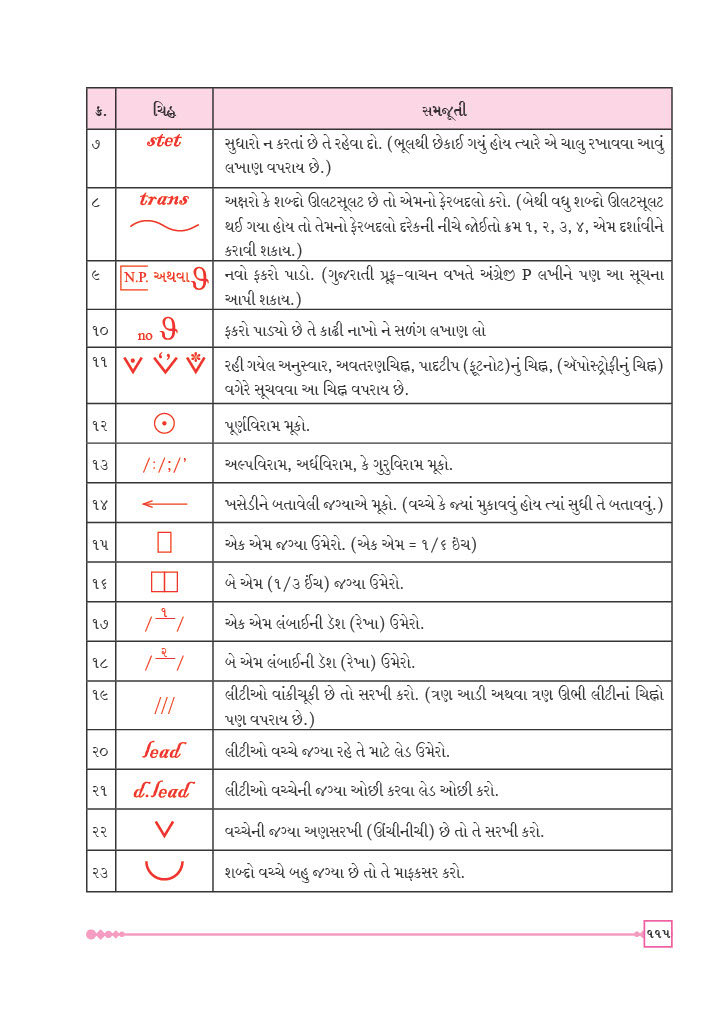 ક્ર. ચિહ્ન સમજૂતી
૭ stet સુધારો ન કરતાં છે તે રહેવા દો. (ભૂલથી છેકાઈ ગયું હોય ત્યારે એ ચાલુ રખાવવા આવું
લખાણ વપરાય છે.)
૮ trans અક્ષરો કે શબ્દો ઊલટસૂલટ છે તો એમનો ફેરબદલો કરો. (બેથી વધુ શબ્દો ઊલટસૂલટ
થઈ ગયા હોય તો તેમનો ફેરબદલો દરેકની નીચે જોઈતો ક્રમ ૧, ૨, ૩, ૪, એમ દર્શાવીને
કરાવી શકાય.)
૯ N.P. અથવા નવો ફકરો પાડો. (ગુજરાતી પ્રૂફ-વાચન વખતે અંગ્રેજી P લખીને પણ આ સૂચના
આપી શકાય.)
૧૦ no ફકરો પાડ્યો છે તે કાઢી નાખો ને સળંગ લખાણ લો
૧૧ રહી ગયેલ અનુસ્વાર, અવતરણચિહ્ન, પાદટીપ (ફૂટનોટ)નું ચિહ્ન, (ઍપોસ્ટ્રોફીનું ચિહ્ન)
વગેરે સૂચવવા આ ચિહ્ન વપરાય છે.
૧૨ પૂર્ણવિરામ મૂકો.
૧૩ /:/;/' અલ્પવિરામ, અર્ધવિરામ, કે ગુરુવિરામ મૂકો.
૧૪ ખસેડીને બતાવેલી જગ્યાએ મૂકો. (વચ્ચે કે જ્યાં મુકાવવું હોય ત્યાં સુધી તે બતાવવું.)
૧૫ એક એમ જગ્યા ઉમેરો. (એક એમ = ૧/૬ ઇંચ)
૧૬ બે એમ (૧/૩ ઈંચ) જગ્યા ઉમેરો.
૧૭ / ૧ / એક એમ લંબાઈની ડૅશ (રેખા) ઉમેરો.
૧૮ / ૨ / બે એમ લંબાઈની ડૅશ (રેખા) ઉમેરો.
૧૯ /// લીટીઓ વાંકીચૂકી છે તો સરખી કરો. (ત્રણ આડી અથવા ત્રણ ઊભી લીટીનાં ચિહ્નો
પણ વપરાય છે.)
૨૦ lead લીટીઓ વચ્ચે જગ્યા રહે તે માટે લેડ ઉમેરો.
૨૧ d.lead લીટીઓ વચ્ચેની જગ્યા ઓછી કરવા લેડ ઓછી કરો.
૨૨ વચ્ચેની જગ્યા અણસરખી (ઊંચીનીચી) છે તો તે સરખી કરો.
૨૩ શબ્દો વચ્ચે બહુ જગ્યા છે તો તે માફકસર કરો.
૧૧૫